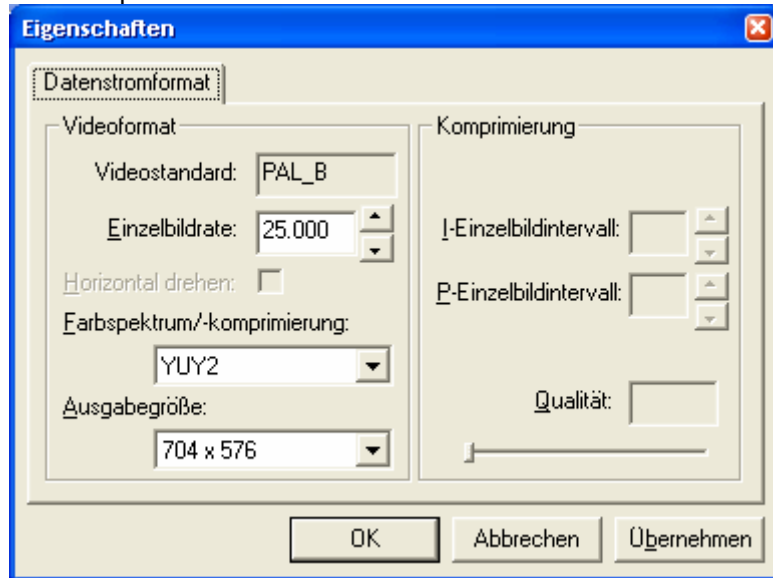 Eigenschaften
Datenstromformat
Videoformat
Videostandard: PAL_B
Einzelbildrate: 25.000
Horizontal drehen:
Farbspektrum/-komprimierung:
YUY2
Ausgabegröße:
704 x 576
Komprimierung
I-Einzelbildintervall:
P-Einzelbildintervall:
Qualität:
OK Abbrechen Übernehmen